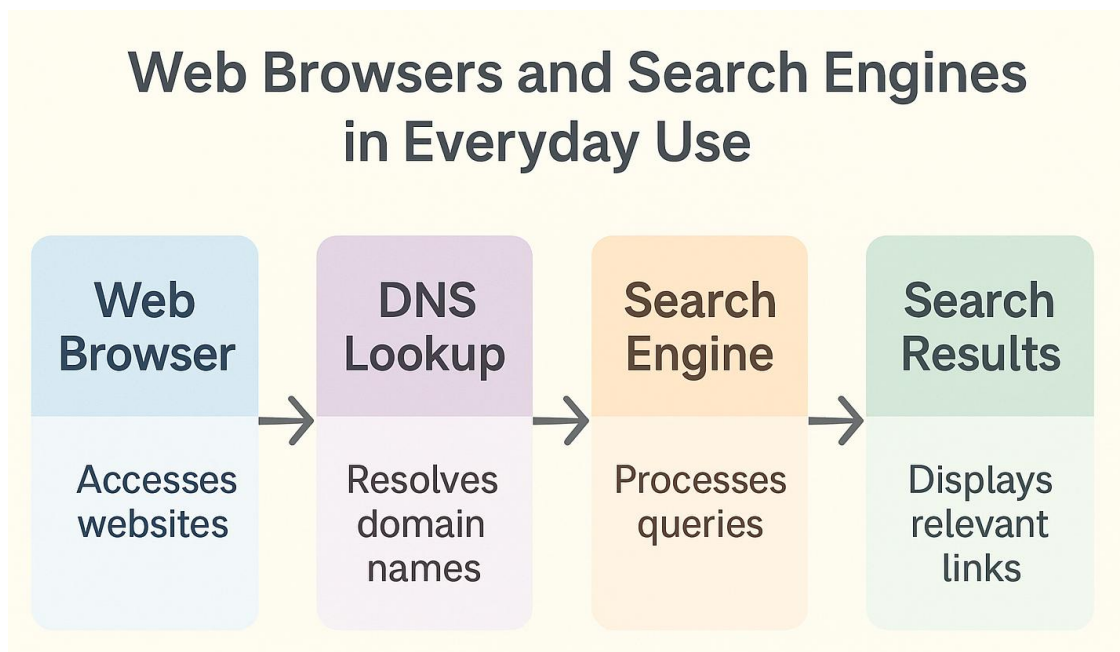 Web Browsers and Search Engines
in Everyday Use
Web
Browser
Accesses
websites
DNS
Lookup
Resolves
domain
names
Search
Engine
Processes
queries
Search
Results
Displays
relevant
links